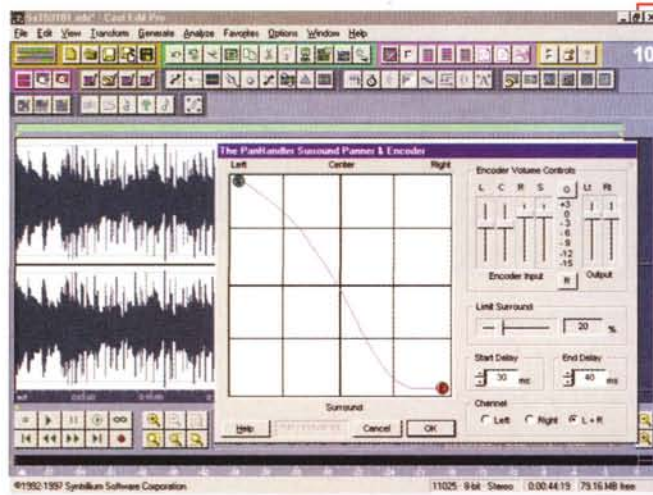 Cool Edit Pro
File Edit View Transform Generate Analyze Favorites Options Window Help
10
The PanHandler Surround Panner & Encoder
Left Center Right
Surround
Encoder Volume Controls
L C R S Lt Rt
+3
0
-3
-6
-9
-12
-15
R
Encoder Input Output
Limit Surround
20 %
Start Delay End Delay
30 ms 40 ms
Channel
Left Right L + R
Help Cancel OK
©1992-1997 Syntrillium Software Corporation
11025 8-bit Stereo 0:00:44:19 79.16 MB free